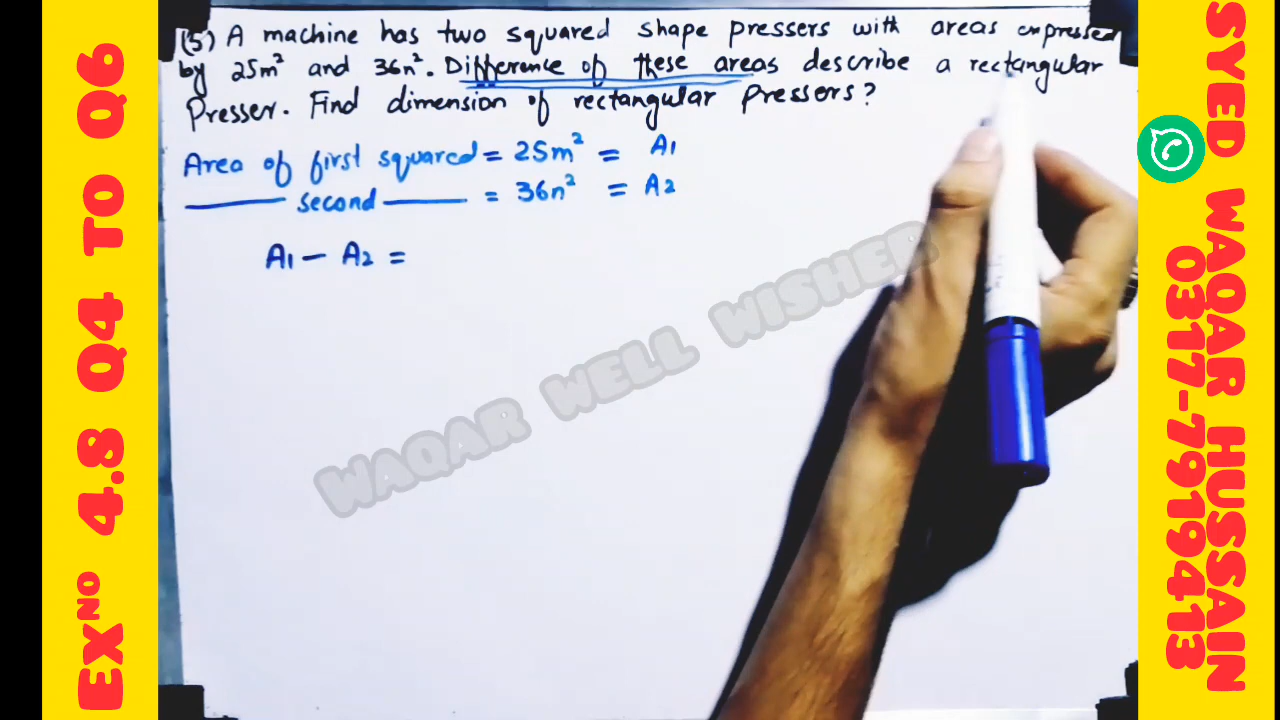 (5) A machine has two squared shape pressers with areas expressed
by 25m² and 36n². Difference of these areas describe a rectangular
Presser. Find dimension of rectangular Pressers?
Area of first squared = 25m² = A1
second = 36n² = A2
A1 - A2 =
WAQAR WELL WISHER
EXᴺᴼ 4.8 Q4 TO Q6
SYED WAQAR HUSSAIN
0317-7919413